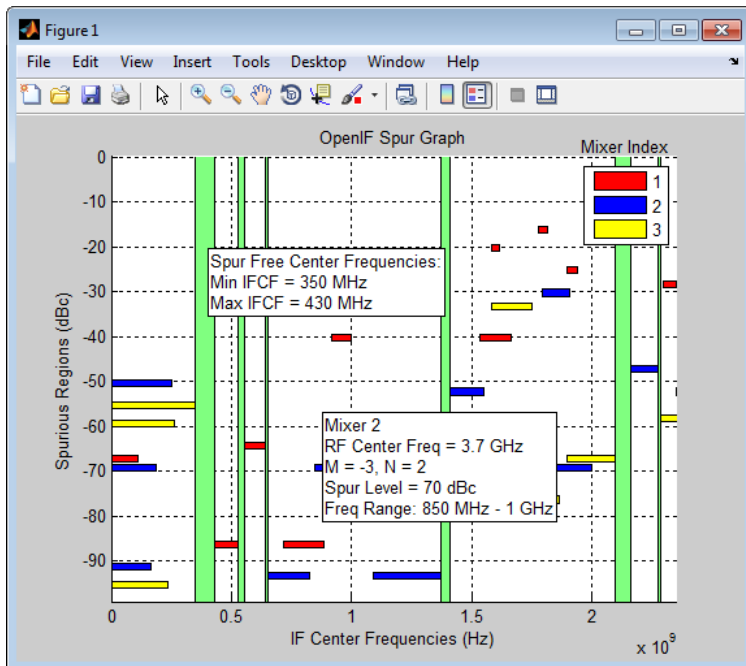 Figure 1
File Edit View Insert Tools Desktop Window Help
OpenIF Spur Graph
Mixer Index
1
2
3
0
-10
-20
-30
-40
-50
-60
-70
-80
-90
Spurious Regions (dBc)
Spur Free Center Frequencies:
Min IFCF = 350 MHz
Max IFCF = 430 MHz
Mixer 2
RF Center Freq = 3.7 GHz
M = -3, N = 2
Spur Level = 70 dBc
Freq Range: 850 MHz - 1 GHz
0 0.5 1 1.5 2
IF Center Frequencies (Hz)
x 10^9